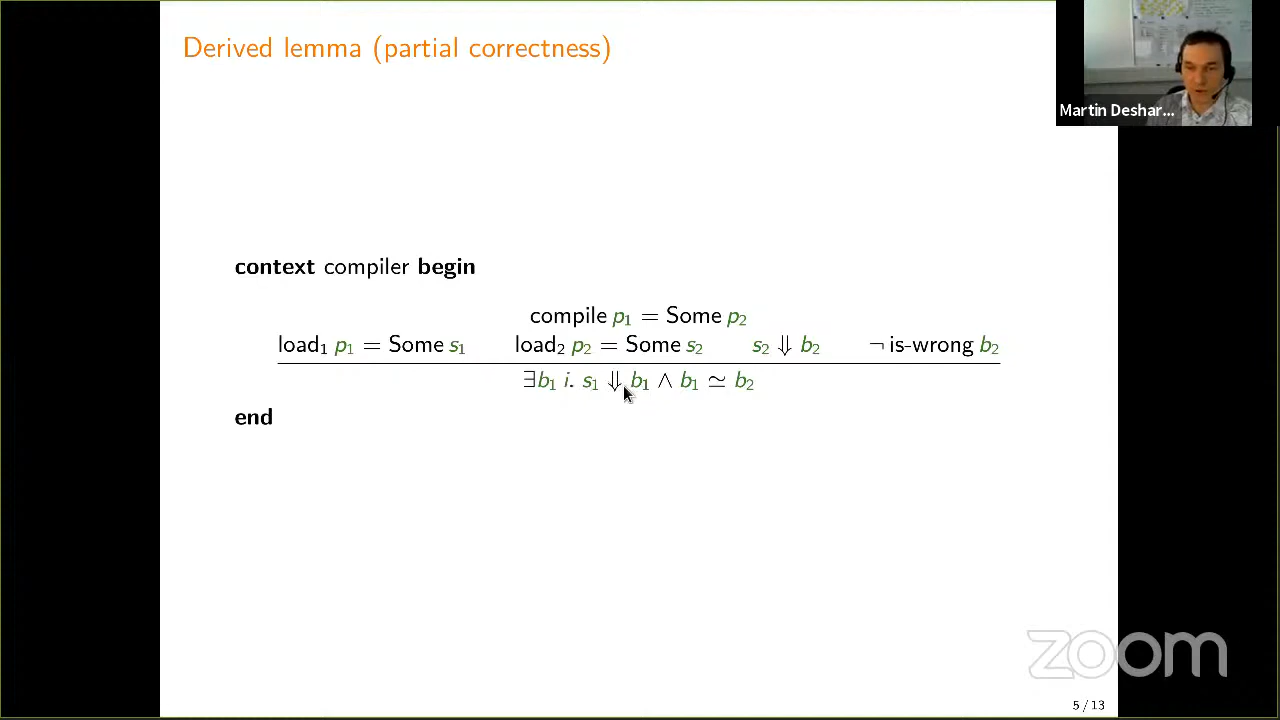 Derived lemma (partial correctness)
Martin Deshar...
context compiler begin
compile p₁ = Some p₂
load₁ p₁ = Some s₁ load₂ p₂ = Some s₂ s₂ ⇓ b₂ ¬ is-wrong b₂
∃b₁ i. s₁ ⇓ b₁ ∧ b₁ ≃ b₂
end
zoom
5 / 13